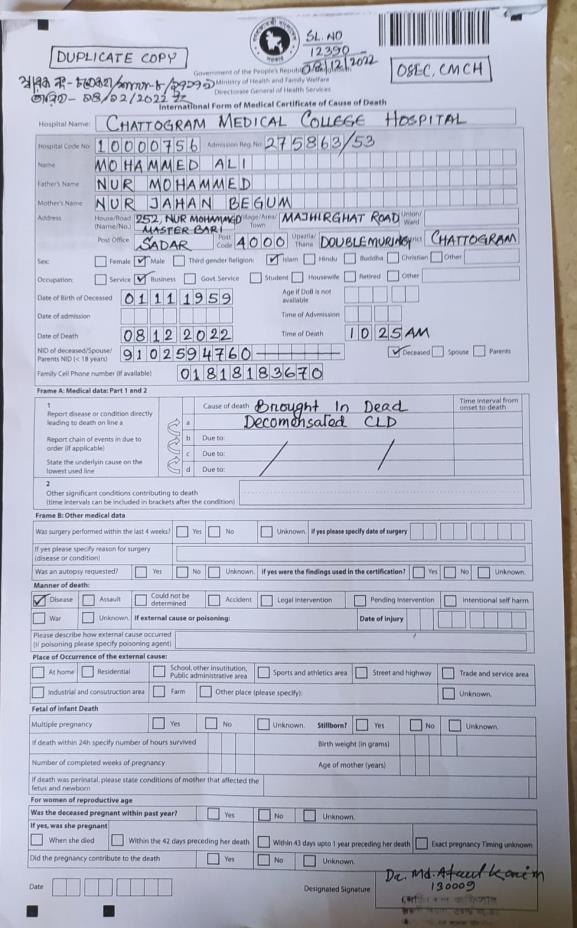 DUPLICATE COPY
SL. NO
12390
08/12/2022
OSEC, CMCH
Government of the People's Republic
Ministry of Health and Family Welfare
Directorate General of Health Services
International Form of Medical Certificate of Cause of Death
Hospital Name: CHATTOGRAM MEDICAL COLLEGE HOSPITAL
Hospital Code No 10000756 Admission Reg. No 275863/53
Name MOHAMMED ALI
Father's Name NUR MOHAMMED
Mother's Name NUR JAHAN BEGUM
Address House/Road (Name/No.) 252, NUR MOHAMMED MASTER BARI Village/Area/Town MAJHIRGHAT ROAD Union/Ward
Post Office SADAR Post Code 4000 Upazila/Thana DOUBLEMURING CHATTOGRAM
Sex: Female Male Third gender Religion: Islam Hindu Buddha Christian Other
Occupation: Service Business Govt. Service Student Housewife Retired Other
Date of Birth of Deceased 01111959 Age if DoB is not available
Date of admission Time of Admission
Date of Death 08122022 Time of Death 1025AM
NID of deceased/Spouse/Parents NID (< 18 years) 9102594760 Deceased Spouse Parents
Family Cell Phone number (if available) 01818183670
Frame A: Medical data: Part 1 and 2
1 Cause of death Brought In Dead Time interval from onset to death
Report disease or condition directly leading to death on line a
a Decomensated CLD
Report chain of events in due to order (if applicable)
b Due to:
c Due to:
State the underlyin cause on the lowest used line
d Due to:
2
Other significant conditions contributing to death
(time intervals can be included in brackets after the condition)
Frame B: Other medical data
Was surgery performed within the last 4 weeks? Yes No Unknown If yes please specify date of surgery
If yes please specify reason for surgery (disease or condition)
Was an autopsy requested? Yes No Unknown. If yes were the findings used in the certification? Yes No Unknown.
Manner of death:
Disease Assault Could not be determined Accident Legal intervention Pending Intervention Intentional self harm
War Unknown. If external cause or poisoning: Date of injury
Please describe how external cause occurred (If poisoning please specify poisoning agent)
Place of Occurrence of the external cause:
At home Residential School, other insutitution, Public administrative area Sports and athletics area Street and highway Trade and service area
Industrial and consutruction area Farm Other place (please specify): Unknown.
Fetal of infant Death
Multiple pregnancy Yes No Unknown. Stillborn? Yes No Unknown.
If death within 24h specify number of hours survived Birth weight (in grams)
Number of completed weeks of pregnancy Age of mother (years)
If death was perinatal, please state conditions of mother that affected the fetus and newborn
For women of reproductive age
Was the deceased pregnant within past year? Yes No Unknown.
If yes, was she pregnant
When she died Within the 42 days preceding her death Within 43 days upto 1 year preceding her death Exact pregnancy Timing unknown
Did the pregnancy contribute to the death Yes No Unknown.
Dr. Md. Ataul Karim
130009
Date Designated Signature